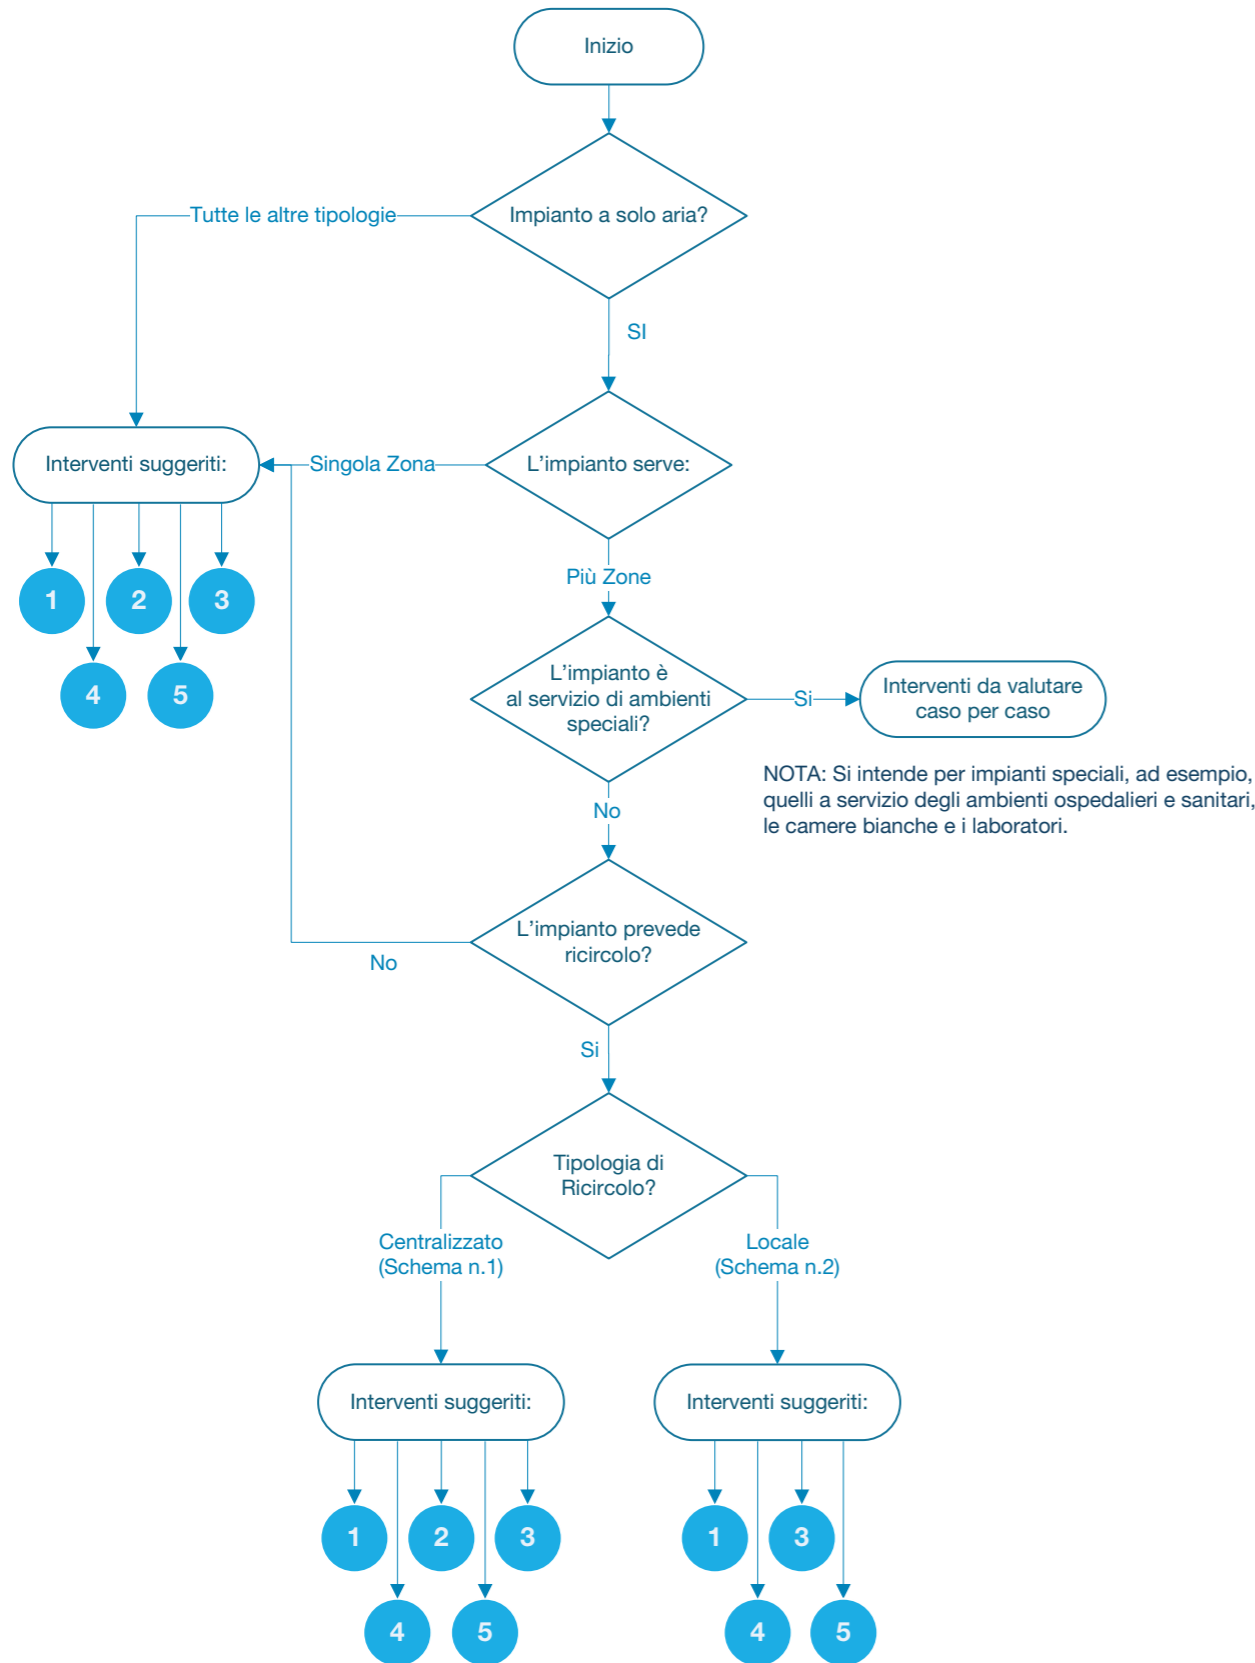 Inizio
Impianto a solo aria?
Tutte le altre tipologie
SI
Interventi suggeriti:
Singola Zona
L'impianto serve:
1
2
3
4
5
Più Zone
L'impianto è
al servizio di ambienti
speciali?
Si
Interventi da valutare
caso per caso
NOTA: Si intende per impianti speciali, ad esempio,
quelli a servizio degli ambienti ospedalieri e sanitari,
le camere bianche e i laboratori.
No
L'impianto prevede
ricircolo?
No
Si
Tipologia di
Ricircolo?
Centralizzato
(Schema n.1)
Locale
(Schema n.2)
Interventi suggeriti:
1
2
3
4
5
Interventi suggeriti:
1
3
4
5